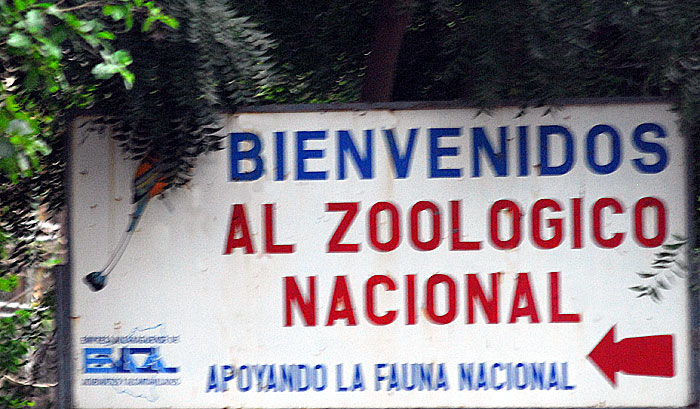 BIENVENIDOS
AL ZOOLOGICO
NACIONAL
APOYANDO LA FAUNA NACIONAL